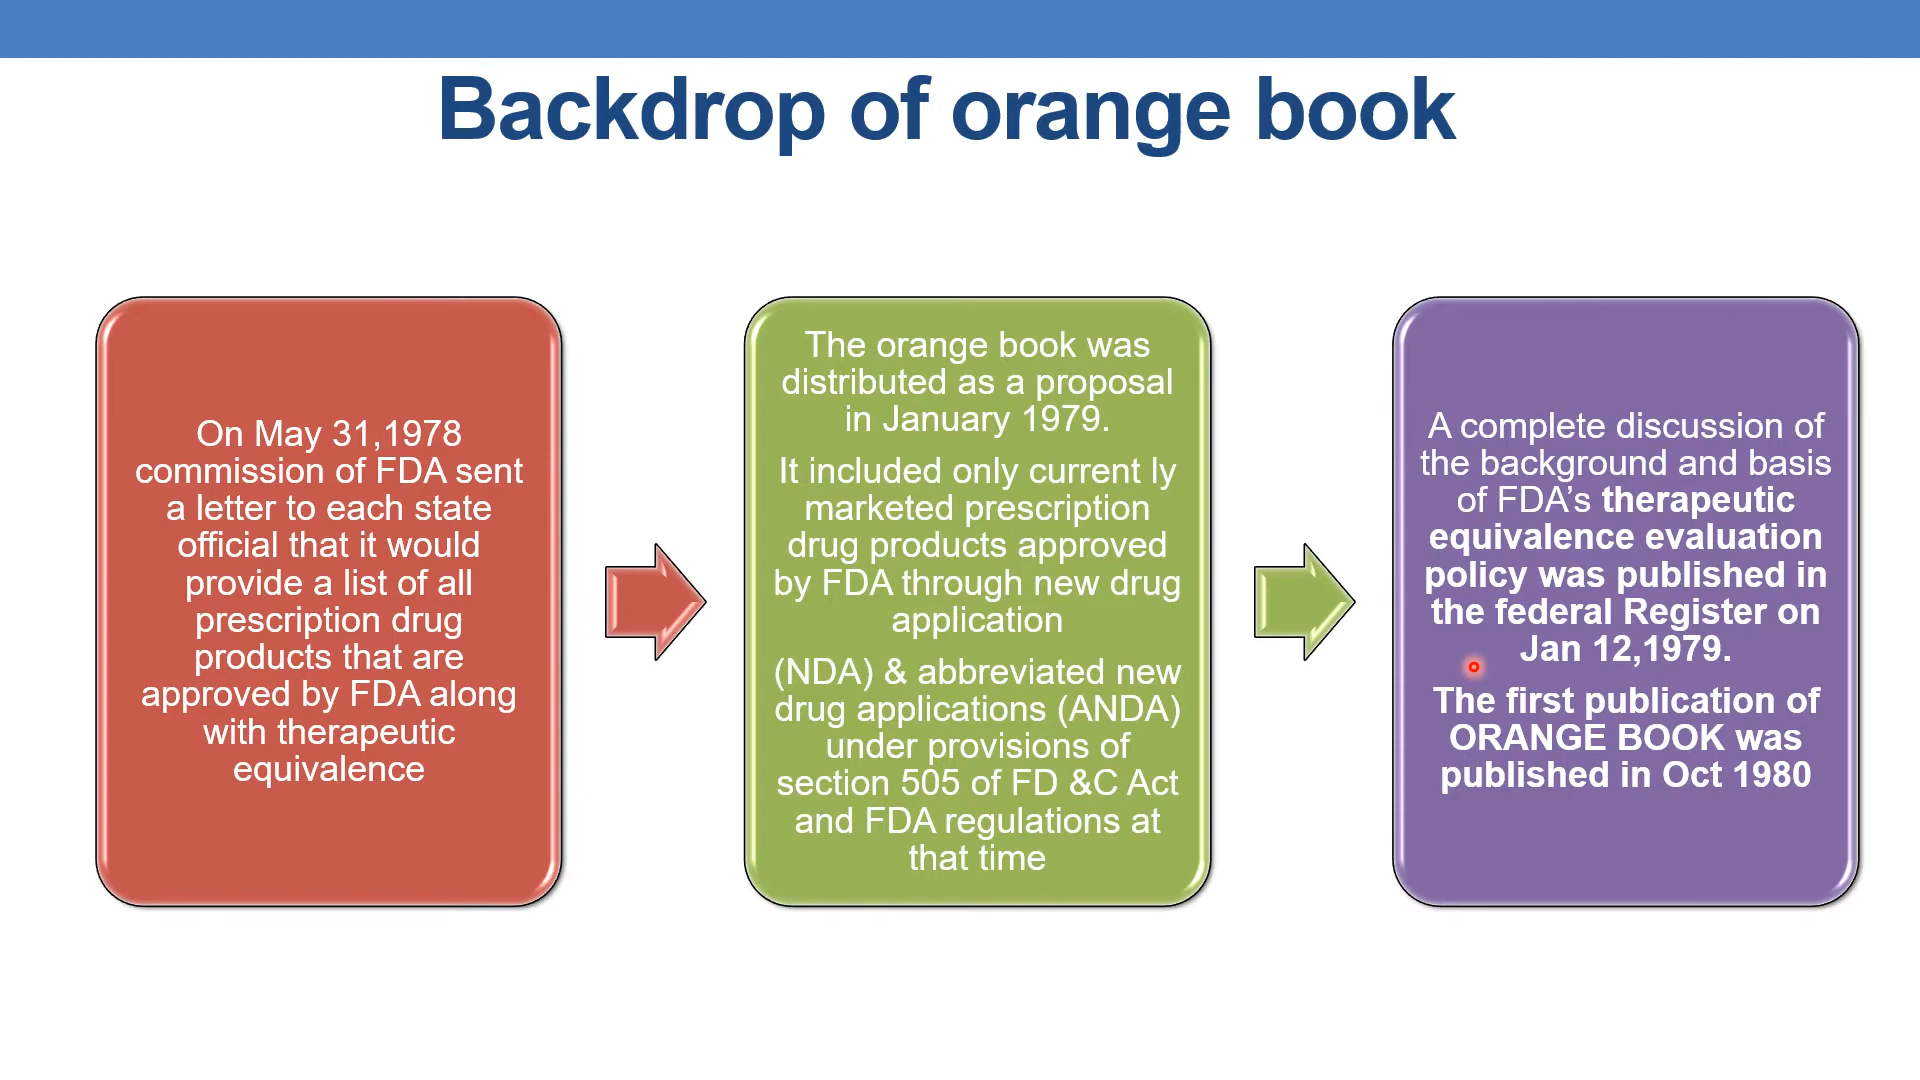 Backdrop of orange book
On May 31,1978
commission of FDA sent
a letter to each state
official that it would
provide a list of all
prescription drug
products that are
approved by FDA along
with therapeutic
equivalence
The orange book was
distributed as a proposal
in January 1979.
It included only current ly
marketed prescription
drug products approved
by FDA through new drug
application
(NDA) & abbreviated new
drug applications (ANDA)
under provisions of
section 505 of FD &C Act
and FDA regulations at
that time
A complete discussion of
the background and basis
of FDA’s therapeutic
equivalence evaluation
policy was published in
the federal Register on
Jan 12,1979.
The first publication of
ORANGE BOOK was
published in Oct 1980